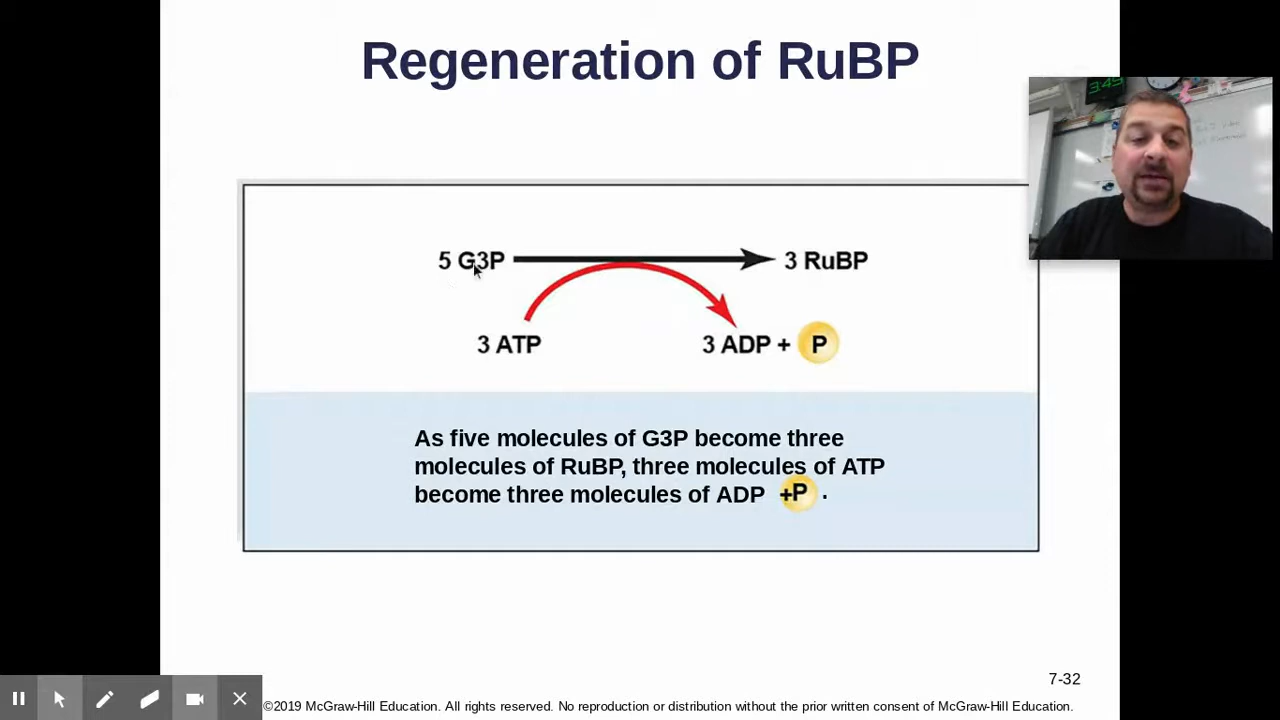 Regeneration of RuBP
3:45
5 G3P
3 RuBP
3 ATP
3 ADP + P
As five molecules of G3P become three
molecules of RuBP, three molecules of ATP
become three molecules of ADP +P .
7-32
©2019 McGraw-Hill Education. All rights reserved. No reproduction or distribution without the prior written consent of McGraw-Hill Education.